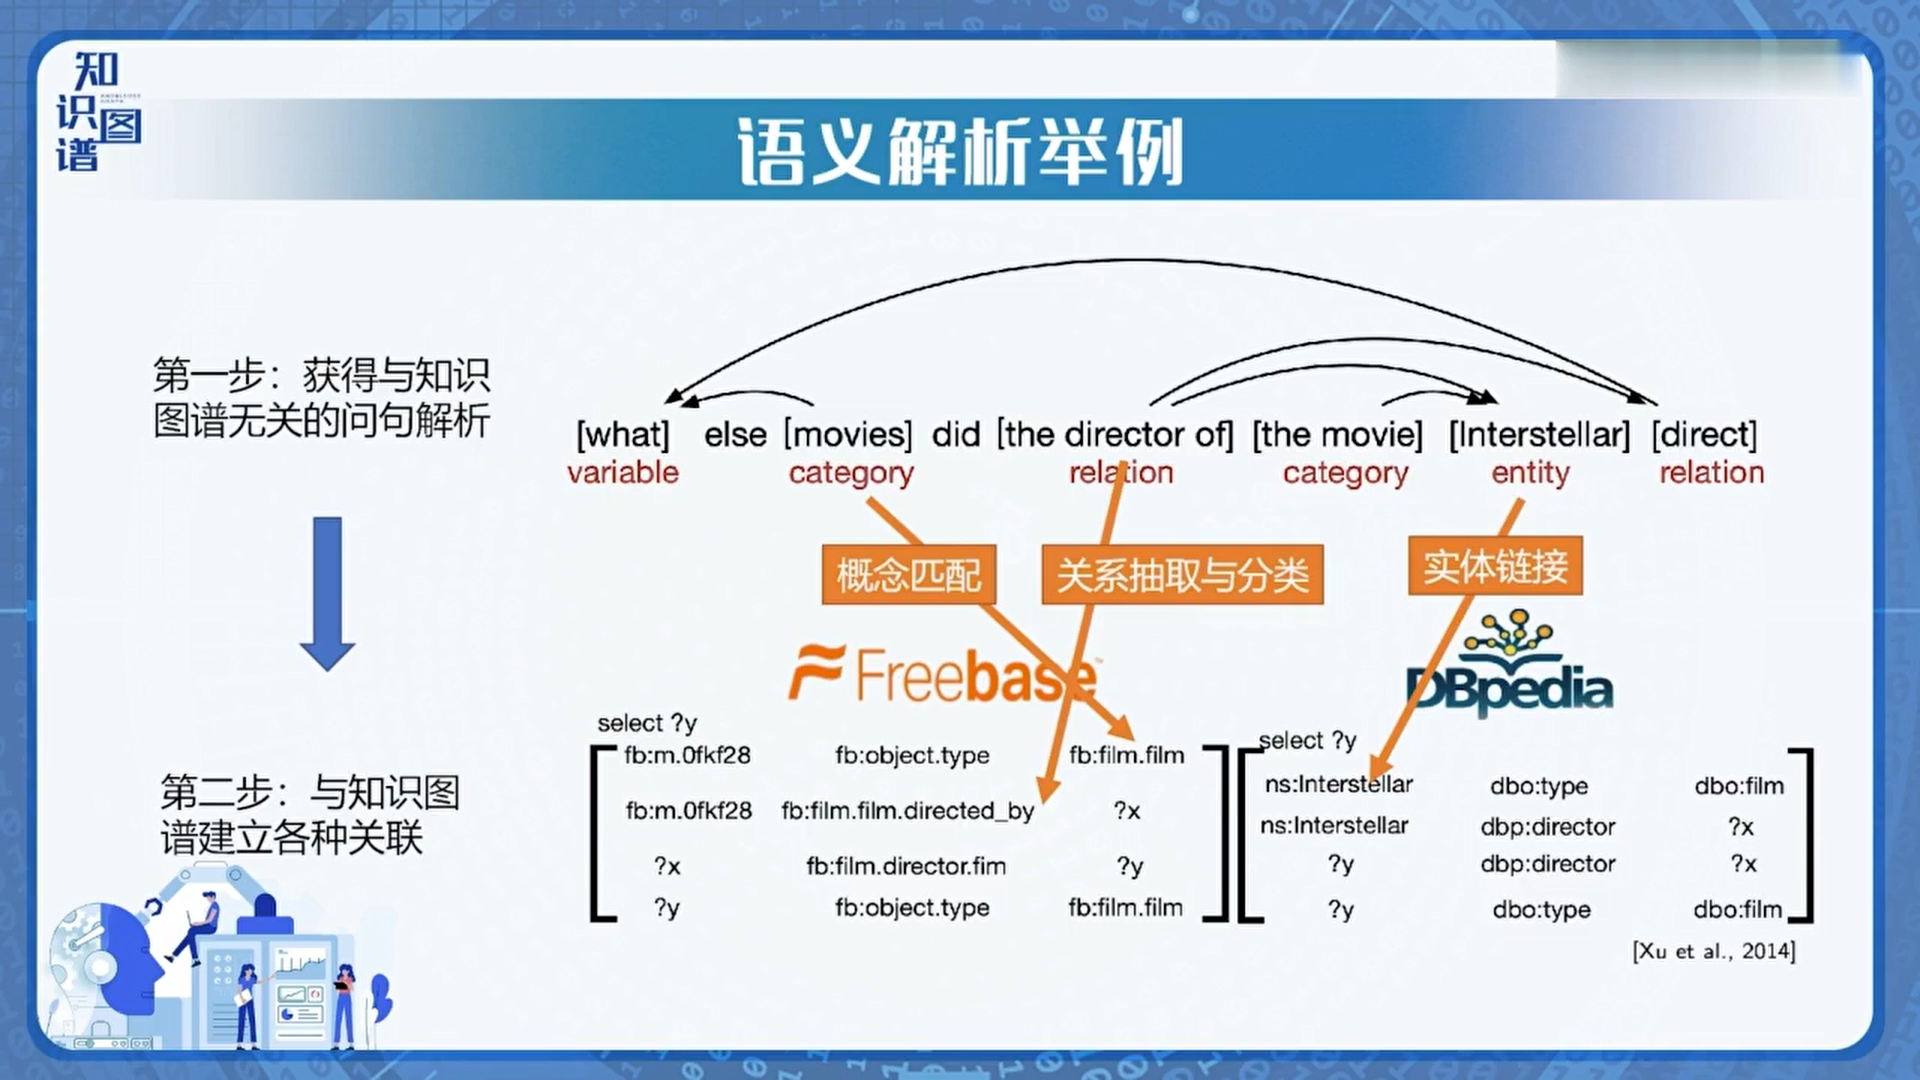 知
识图
谱
语义解析举例
第一步：获得与知识
图谱无关的问句解析
[what] else [movies] did [the director of] [the movie] [Interstellar] [direct]
variable category relation category entity relation
概念匹配 关系抽取与分类 实体链接
Freebase DBpedia
第二步：与知识图
谱建立各种关联
select ?y
fb:m.0fkf28 fb:object.type fb:film.film
fb:m.0fkf28 fb:film.film.directed_by ?x
?x fb:film.director.fim ?y
?y fb:object.type fb:film.film
select ?y
ns:Interstellar dbo:type dbo:film
ns:Interstellar dbp:director ?x
?y dbp:director ?x
?y dbo:type dbo:film
[Xu et al., 2014]